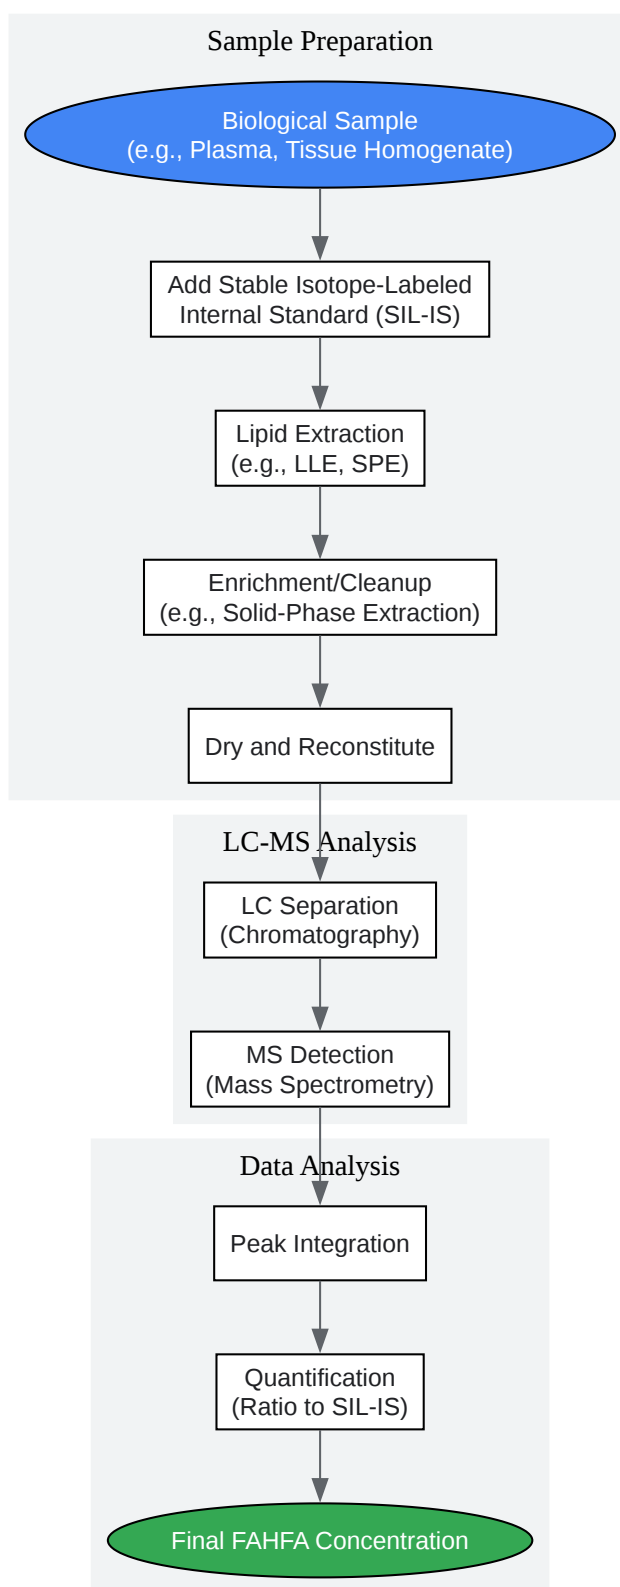 Sample Preparation
Biological Sample
(e.g., Plasma, Tissue Homogenate)
Add Stable Isotope-Labeled
Internal Standard (SIL-IS)
Lipid Extraction
(e.g., LLE, SPE)
Enrichment/Cleanup
(e.g., Solid-Phase Extraction)
Dry and Reconstitute
LC-MS Analysis
LC Separation
(Chromatography)
MS Detection
(Mass Spectrometry)
Data Analysis
Peak Integration
Quantification
(Ratio to SIL-IS)
Final FAHFA Concentration